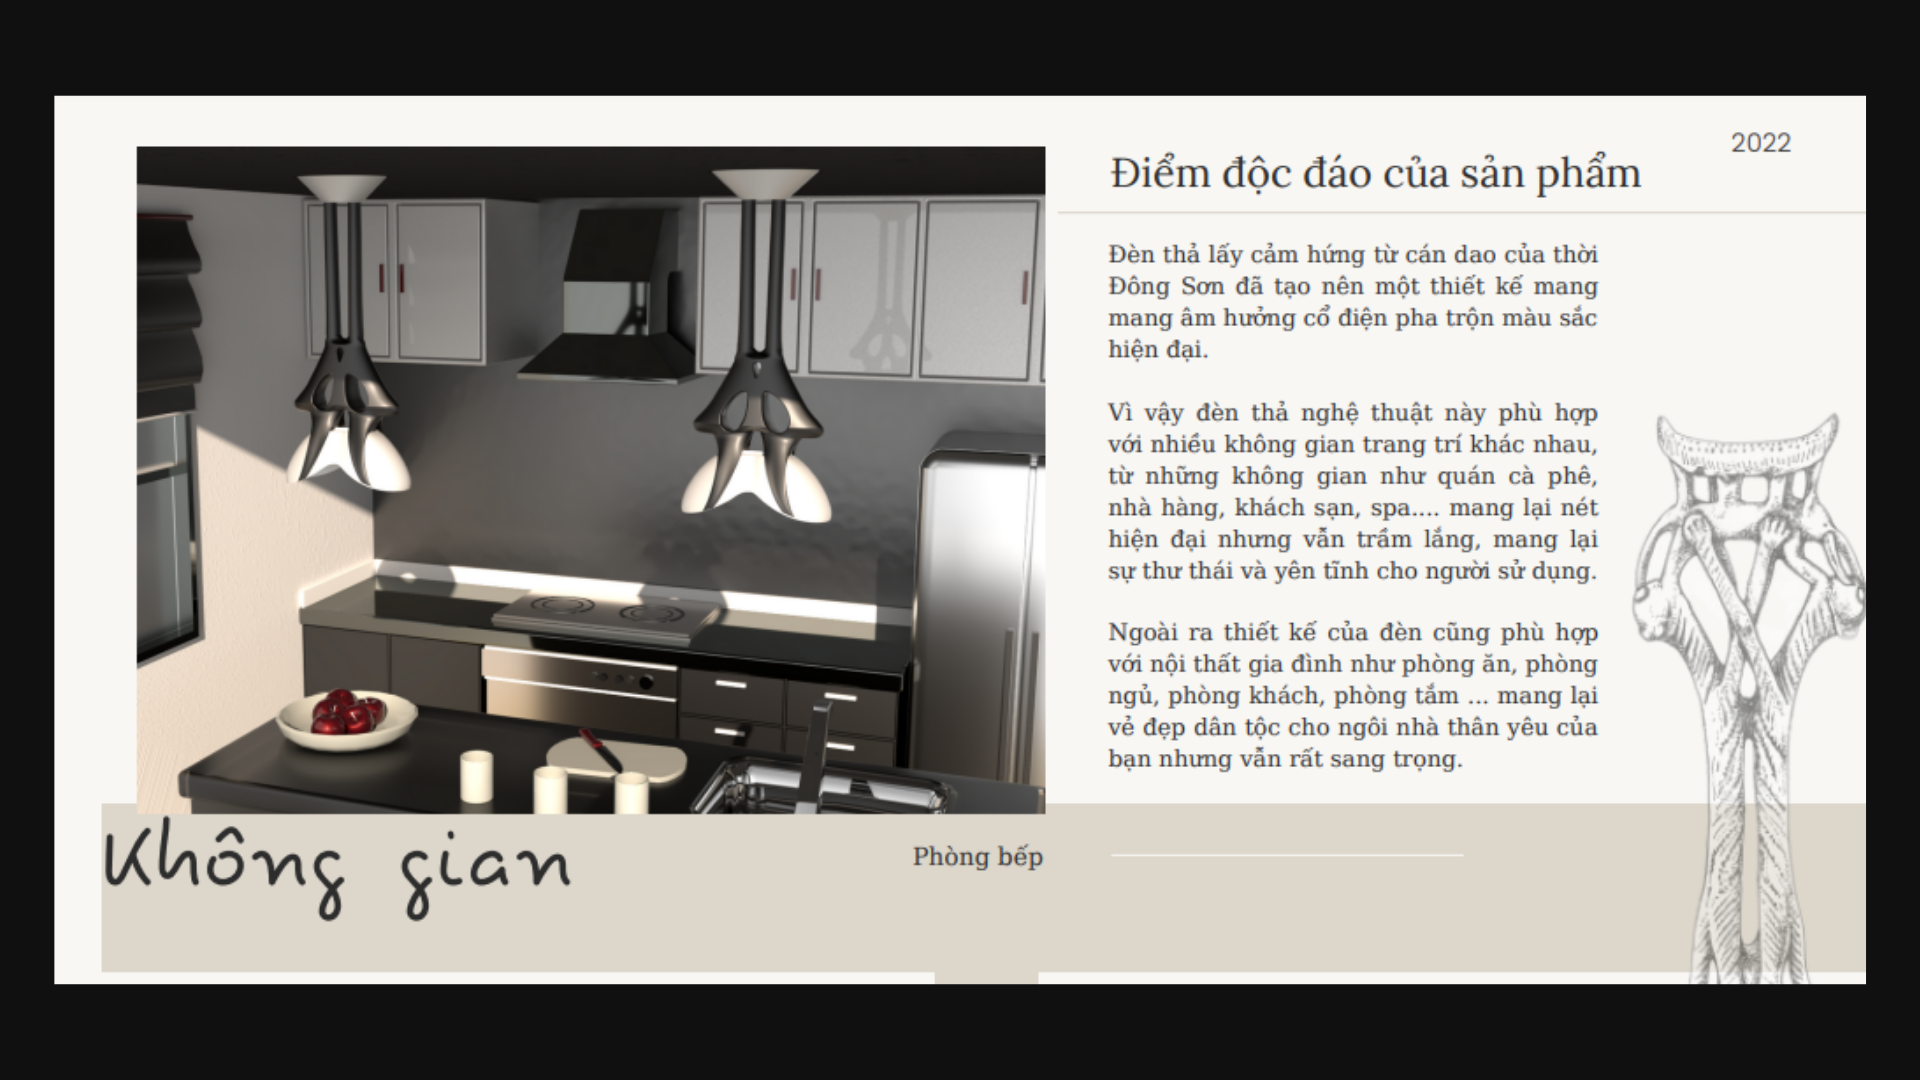 2022
Điểm độc đáo của sản phẩm
Đèn thả lấy cảm hứng từ cán dao của thời
Đông Sơn đã tạo nên một thiết kế mang
mang âm hưởng cổ điện pha trộn màu sắc
hiện đại.
Vì vậy đèn thả nghệ thuật này phù hợp
với nhiều không gian trang trí khác nhau,
từ những không gian như quán cà phê,
nhà hàng, khách sạn, spa.... mang lại nét
hiện đại nhưng vẫn trầm lắng, mang lại
sự thư thái và yên tĩnh cho người sử dụng.
Ngoài ra thiết kế của đèn cũng phù hợp
với nội thất gia đình như phòng ăn, phòng
ngủ, phòng khách, phòng tắm ... mang lại
vẻ đẹp dân tộc cho ngôi nhà thân yêu của
bạn nhưng vẫn rất sang trọng.
Không gian
Phòng bếp